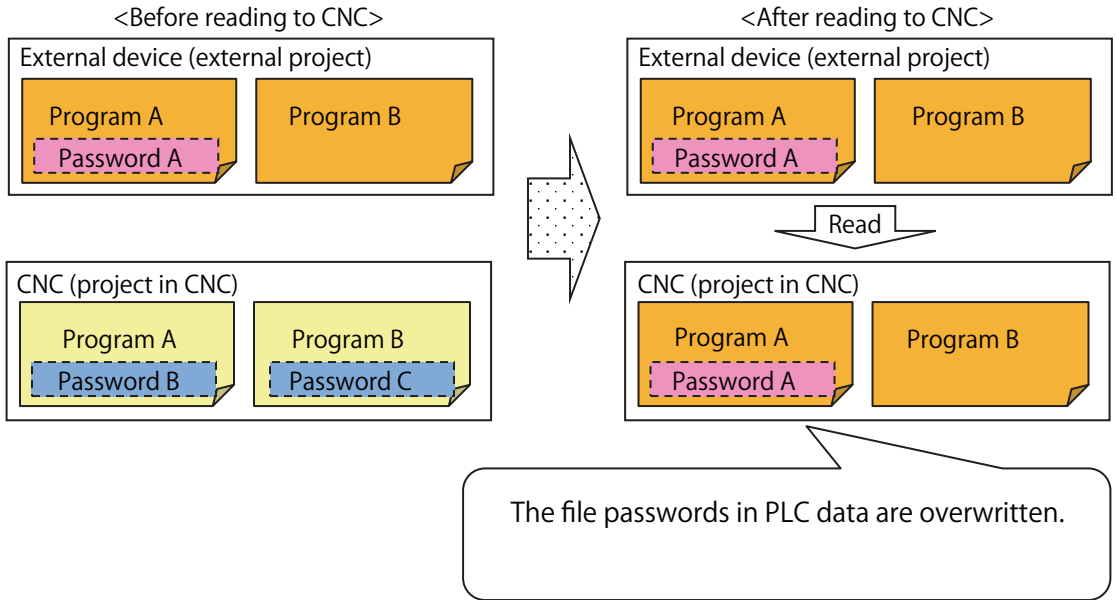 <Before reading to CNC>
External device (external project)
Program A
Password A
Program B
CNC (project in CNC)
Program A
Password B
Program B
Password C
<After reading to CNC>
External device (external project)
Program A
Password A
Program B
Read
CNC (project in CNC)
Program A
Password A
Program B
The file passwords in PLC data are overwritten.